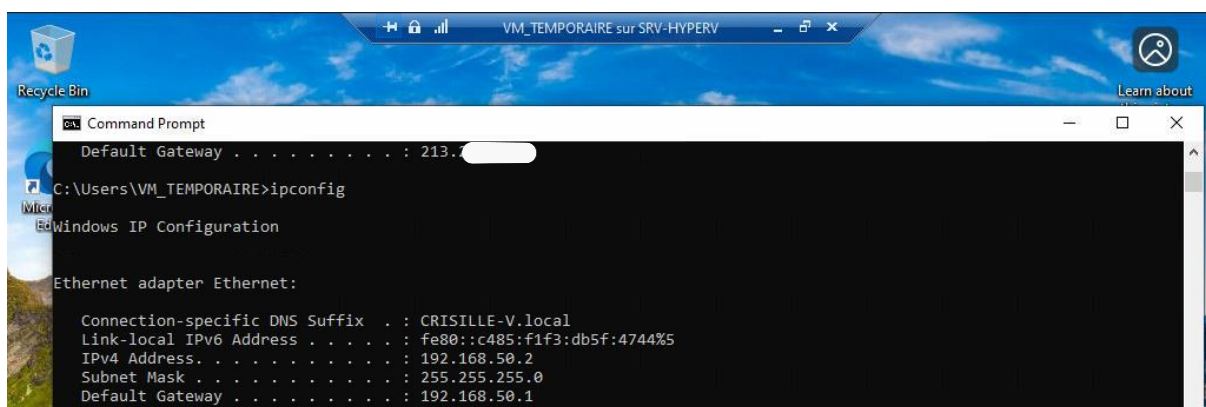 VM_TEMPORAIRE sur SRV-HYPERV
Recycle Bin
Learn about
Command Prompt
Default Gateway . . . . . . . . . : 213.
C:\Users\VM_TEMPORAIRE>ipconfig
Windows IP Configuration
Ethernet adapter Ethernet:
Connection-specific DNS Suffix  . : CRISILLE-V.local
Link-local IPv6 Address . . . . . : fe80::c485:f1f3:db5f:4744%5
IPv4 Address. . . . . . . . . . . : 192.168.50.2
Subnet Mask . . . . . . . . . . . : 255.255.255.0
Default Gateway . . . . . . . . . : 192.168.50.1